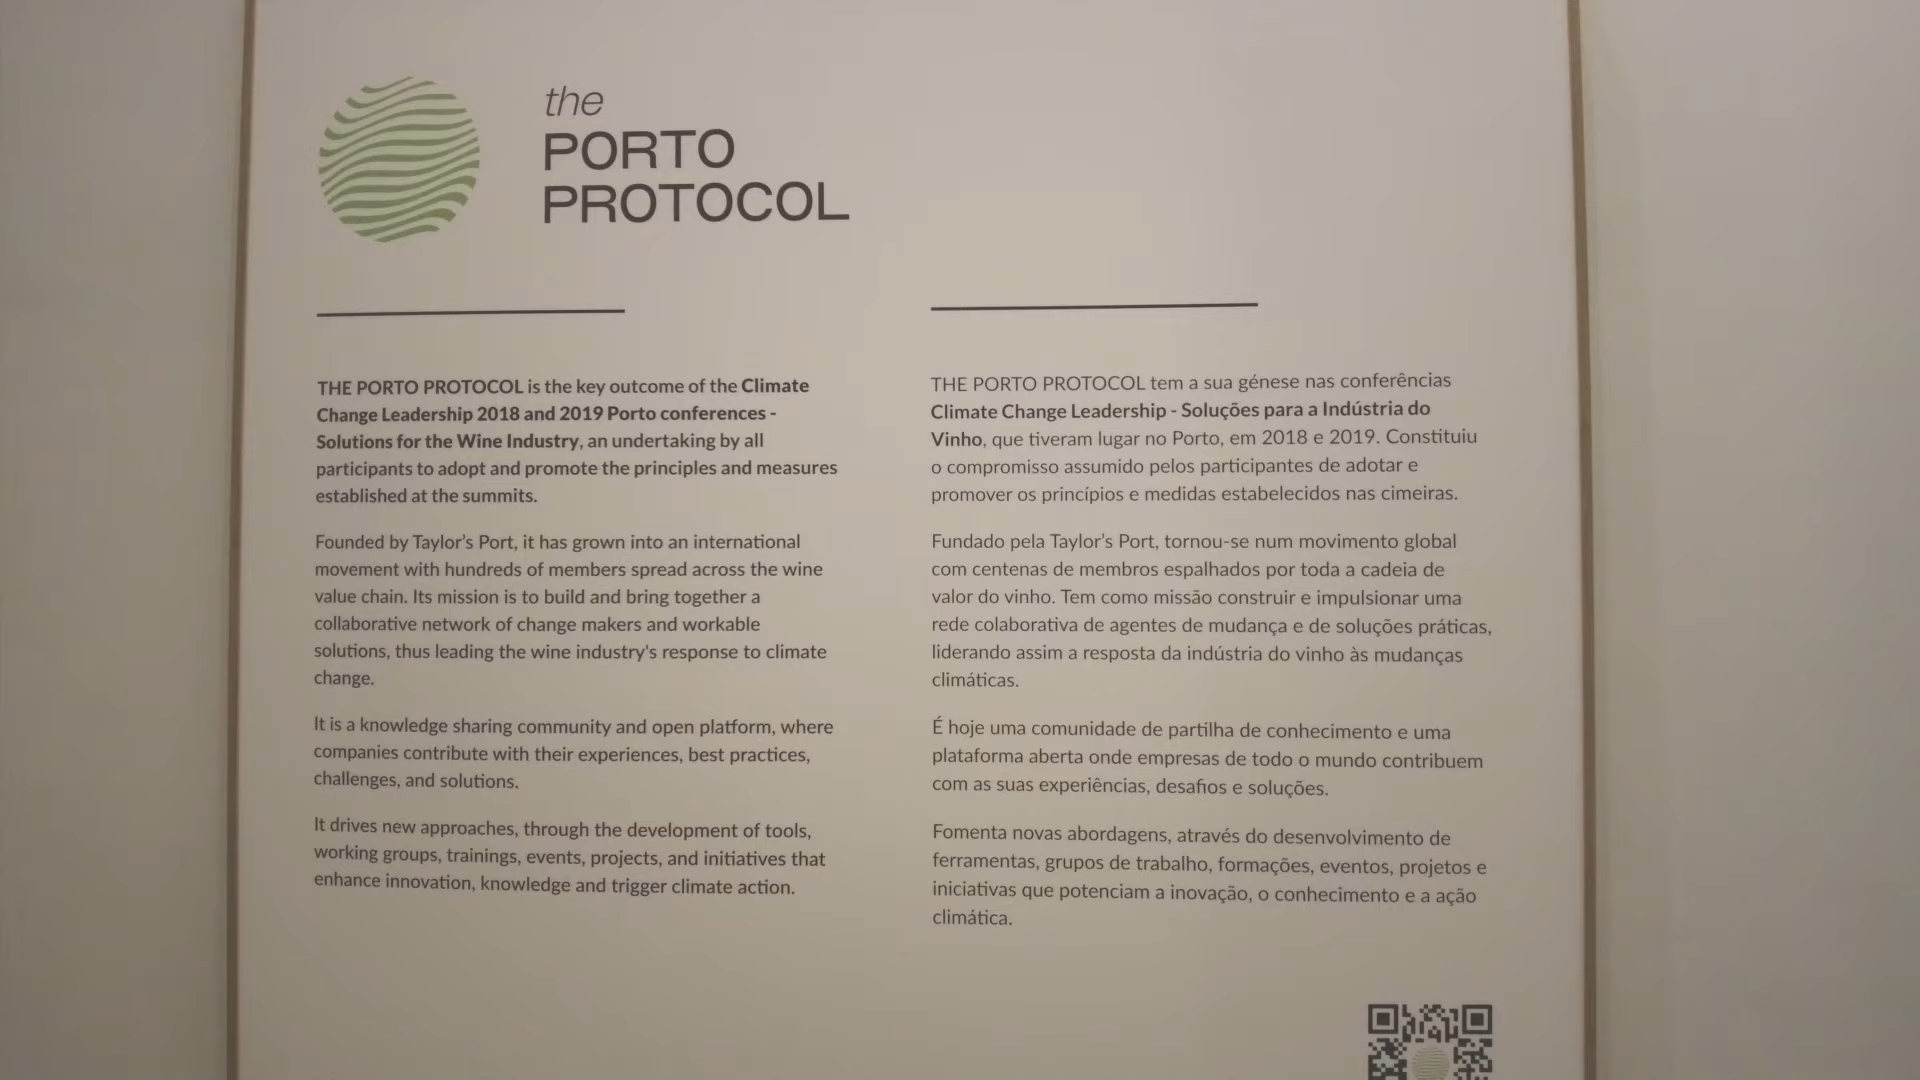 the
PORTO
PROTOCOL
THE PORTO PROTOCOL is the key outcome of the Climate
Change Leadership 2018 and 2019 Porto conferences -
Solutions for the Wine Industry, an undertaking by all
participants to adopt and promote the principles and measures
established at the summits.
Founded by Taylor's Port, it has grown into an international
movement with hundreds of members spread across the wine
value chain. Its mission is to build and bring together a
collaborative network of change makers and workable
solutions, thus leading the wine industry's response to climate
change.
It is a knowledge sharing community and open platform, where
companies contribute with their experiences, best practices,
challenges, and solutions.
It drives new approaches, through the development of tools,
working groups, trainings, events, projects, and initiatives that
enhance innovation, knowledge and trigger climate action.
THE PORTO PROTOCOL tem a sua génese nas conferências
Climate Change Leadership - Soluções para a Indústria do
Vinho, que tiveram lugar no Porto, em 2018 e 2019. Constituiu
o compromisso assumido pelos participantes de adotar e
promover os princípios e medidas estabelecidos nas cimeiras.
Fundado pela Taylor's Port, tornou-se num movimento global
com centenas de membros espalhados por toda a cadeia de
valor do vinho. Tem como missão construir e impulsionar uma
rede colaborativa de agentes de mudança e de soluções práticas,
liderando assim a resposta da indústria do vinho às mudanças
climáticas.
É hoje uma comunidade de partilha de conhecimento e uma
plataforma aberta onde empresas de todo o mundo contribuem
com as suas experiências, desafios e soluções.
Fomenta novas abordagens, através do desenvolvimento de
ferramentas, grupos de trabalho, formações, eventos, projetos e
iniciativas que potenciam a inovação, o conhecimento e a ação
climática.